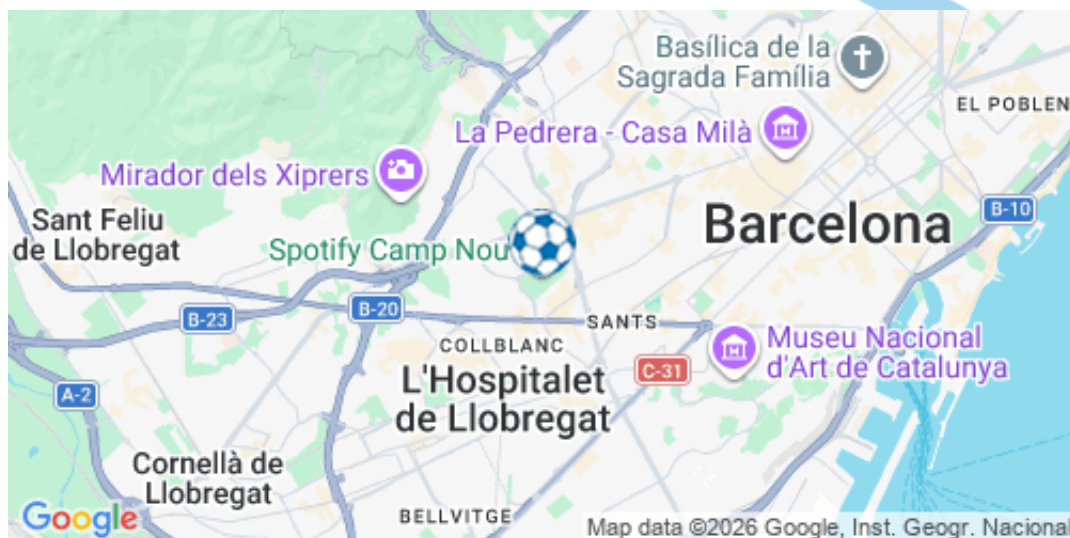 Basílica de la
Sagrada Família
EL POBLEN
La Pedrera - Casa Milà
Mirador dels Xiprers
Sant Feliu
de Llobregat
Barcelona
B-10
Spotify Camp Nou
B-23
B-20
SANTS
COLLBLANC
Museu Nacional
d'Art de Catalunya
C-31
L'Hospitalet
de Llobregat
A-2
Cornellà de
Llobregat
BELLVITGE
Google
Map data ©2026 Google, Inst. Geogr. Nacional